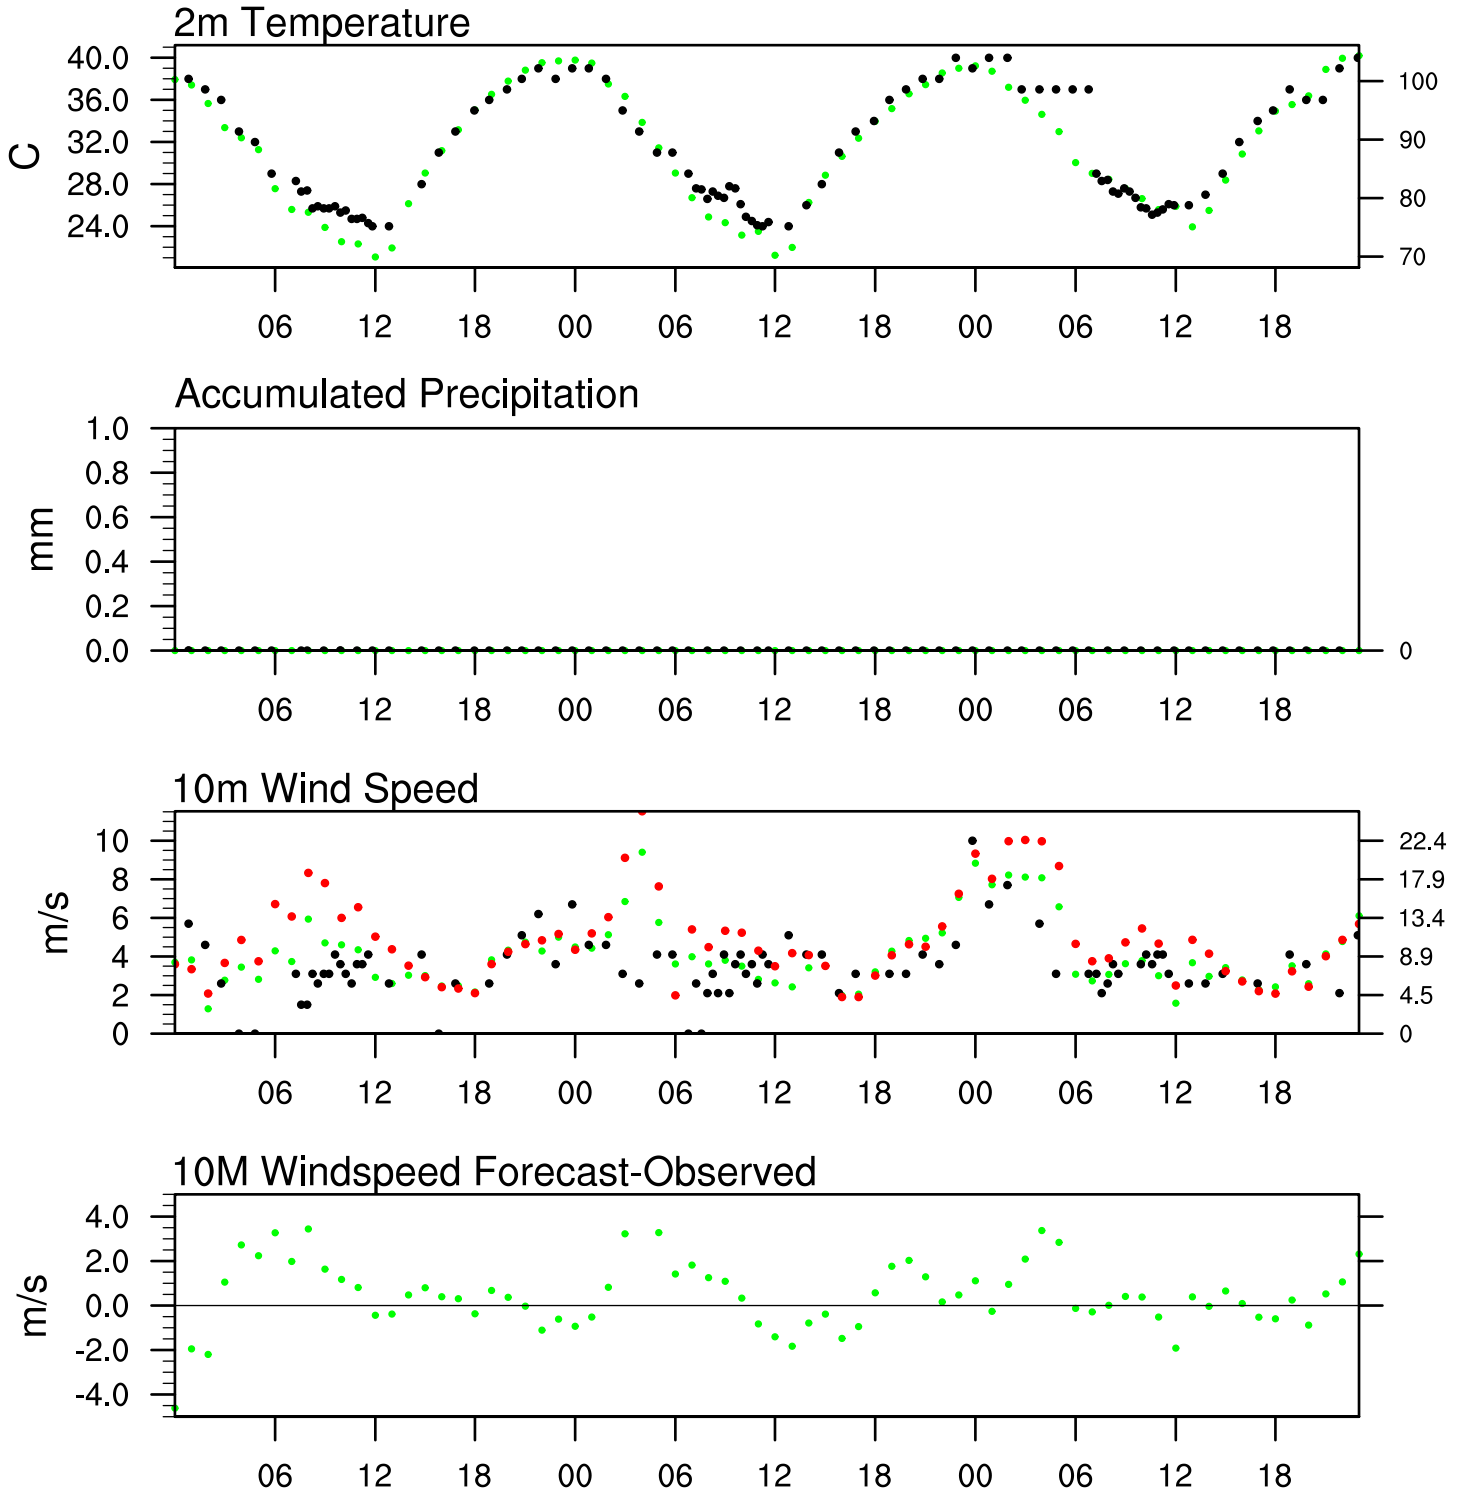 2m Temperature
40.0
36.0
32.0
28.0
24.0
C
100
90
80
70
06 12 18 00 06 12 18 00 06 12 18
Accumulated Precipitation
1.0
0.8
0.6
0.4
0.2
0.0
mm
0
06 12 18 00 06 12 18 00 06 12 18
10m Wind Speed
10
8
6
4
2
0
m/s
22.4
17.9
13.4
8.9
4.5
0
06 12 18 00 06 12 18 00 06 12 18
10M Windspeed Forecast-Observed
4.0
2.0
0.0
-2.0
-4.0
m/s
06 12 18 00 06 12 18 00 06 12 18